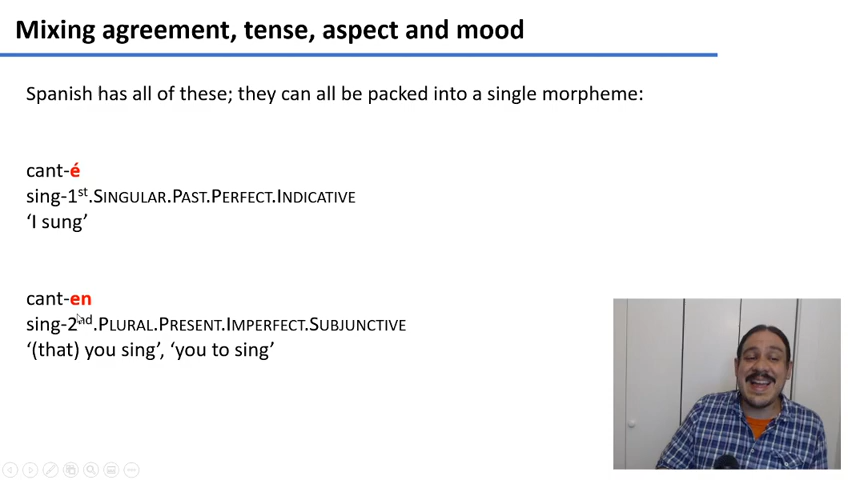 Mixing agreement, tense, aspect and mood
Spanish has all of these; they can all be packed into a single morpheme:
cant-é
sing-1st.SINGULAR.PAST.PERFECT.INDICATIVE
‘I sung’
cant-en
sing-2nd.PLURAL.PRESENT.IMPERFECT.SUBJUNCTIVE
‘(that) you sing’, ‘you to sing’